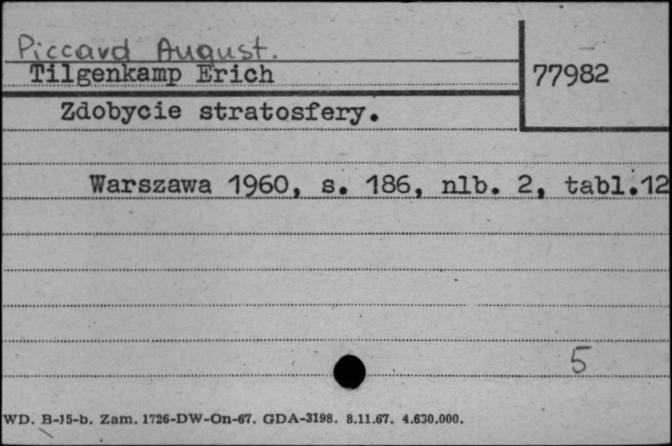 Piccard August.
Tilgenkamp Erich
77982
Zdobycie stratosfery.
Warszawa 1960, s. 186, nlb. 2, tabl.12
5
WD. B-15-b. Zam. 1726-DW-On-67. GDA-3198. 8.11.67. 4.630.000.